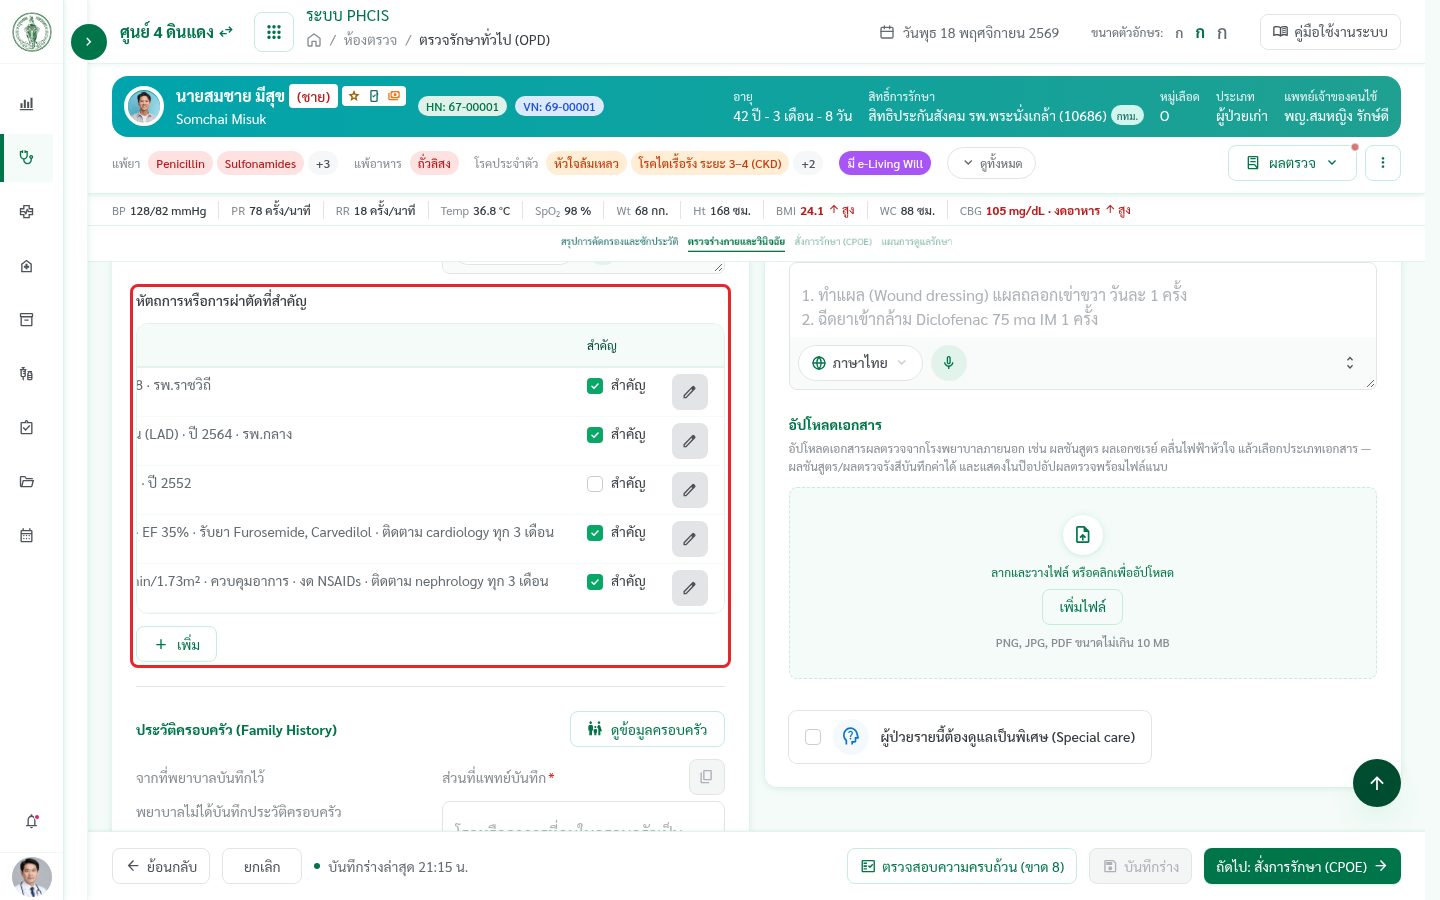 ศูนย์ 4 ดินแดง
ระบบ PHCIS
ห้องตรวจ / ตรวจรักษาทั่วไป (OPD)
วันพุธ 18 พฤศจิกายน 2569
ขนาดตัวอักษร: ก ก ก
คู่มือใช้งานระบบ
นายสมชาย มีสุข (ชาย)
Somchai Misuk
HN: 67-00001
VN: 69-00001
อายุ
42 ปี - 3 เดือน - 8 วัน
สิทธิ์การรักษา
สิทธิประกันสังคม รพ.พระนั่งเกล้า (10686) กทม.
หมู่เลือด
O
ประเภท
ผู้ป่วยเก่า
แพทย์เจ้าของคนไข้
พญ.สมหญิง รักษ์ดี
แพ้ยา Penicillin Sulfonamides +3 แพ้อาหาร ถั่วลิสง โรคประจำตัว หัวใจล้มเหลว โรคไตเรื้อรัง ระยะ 3–4 (CKD) +2 มี e-Living Will ดูทั้งหมด
ผลตรวจ
BP 128/82 mmHg PR 78 ครั้ง/นาที RR 18 ครั้ง/นาที Temp 36.8 °C SpO₂ 98 % Wt 68 กก. Ht 168 ซม. BMI 24.1 ↑ สูง WC 88 ซม. CBG 105 mg/dL · งดอาหาร ↑ สูง
สรุปการคัดกรองและซักประวัติ ตรวจร่างกายและวินิจฉัย สั่งการรักษา (CPOE) แผนการดูแลรักษา
หัตถการหรือการผ่าตัดที่สำคัญ
สำคัญ
8 · รพ.ราชวิถี สำคัญ
น (LAD) · ปี 2564 · รพ.กลาง สำคัญ
· ปี 2552 สำคัญ
· EF 35% · รับยา Furosemide, Carvedilol · ติดตาม cardiology ทุก 3 เดือน สำคัญ
min/1.73m² · ควบคุมอาการ · งด NSAIDs · ติดตาม nephrology ทุก 3 เดือน สำคัญ
+ เพิ่ม
ประวัติครอบครัว (Family History)
ดูข้อมูลครอบครัว
จากที่พยาบาลบันทึกไว้
พยาบาลไม่ได้บันทึกประวัติครอบครัว
ส่วนที่แพทย์บันทึก*
1. ทำแผล (Wound dressing) แผลถลอกเข่าขวา วันละ 1 ครั้ง
2. ฉีดยาเข้ากล้าม Diclofenac 75 mg IM 1 ครั้ง
ภาษาไทย
อัปโหลดเอกสาร
อัปโหลดเอกสารผลตรวจจากโรงพยาบาลภายนอก เช่น ผลชันสูตร ผลเอกซเรย์ คลื่นไฟฟ้าหัวใจ แล้วเลือกประเภทเอกสาร —
ผลชันสูตร/ผลตรวจรังสีบันทึกค่าได้ และแสดงในป๊อปอัปผลตรวจพร้อมไฟล์แนบ
ลากและวางไฟล์ หรือคลิกเพื่ออัปโหลด
เพิ่มไฟล์
PNG, JPG, PDF ขนาดไม่เกิน 10 MB
ผู้ป่วยรายนี้ต้องดูแลเป็นพิเศษ (Special care)
ย้อนกลับ
ยกเลิก
บันทึกร่างล่าสุด 21:15 น.
ตรวจสอบความครบถ้วน (ขาด 8)
บันทึกร่าง
ถัดไป: สั่งการรักษา (CPOE)